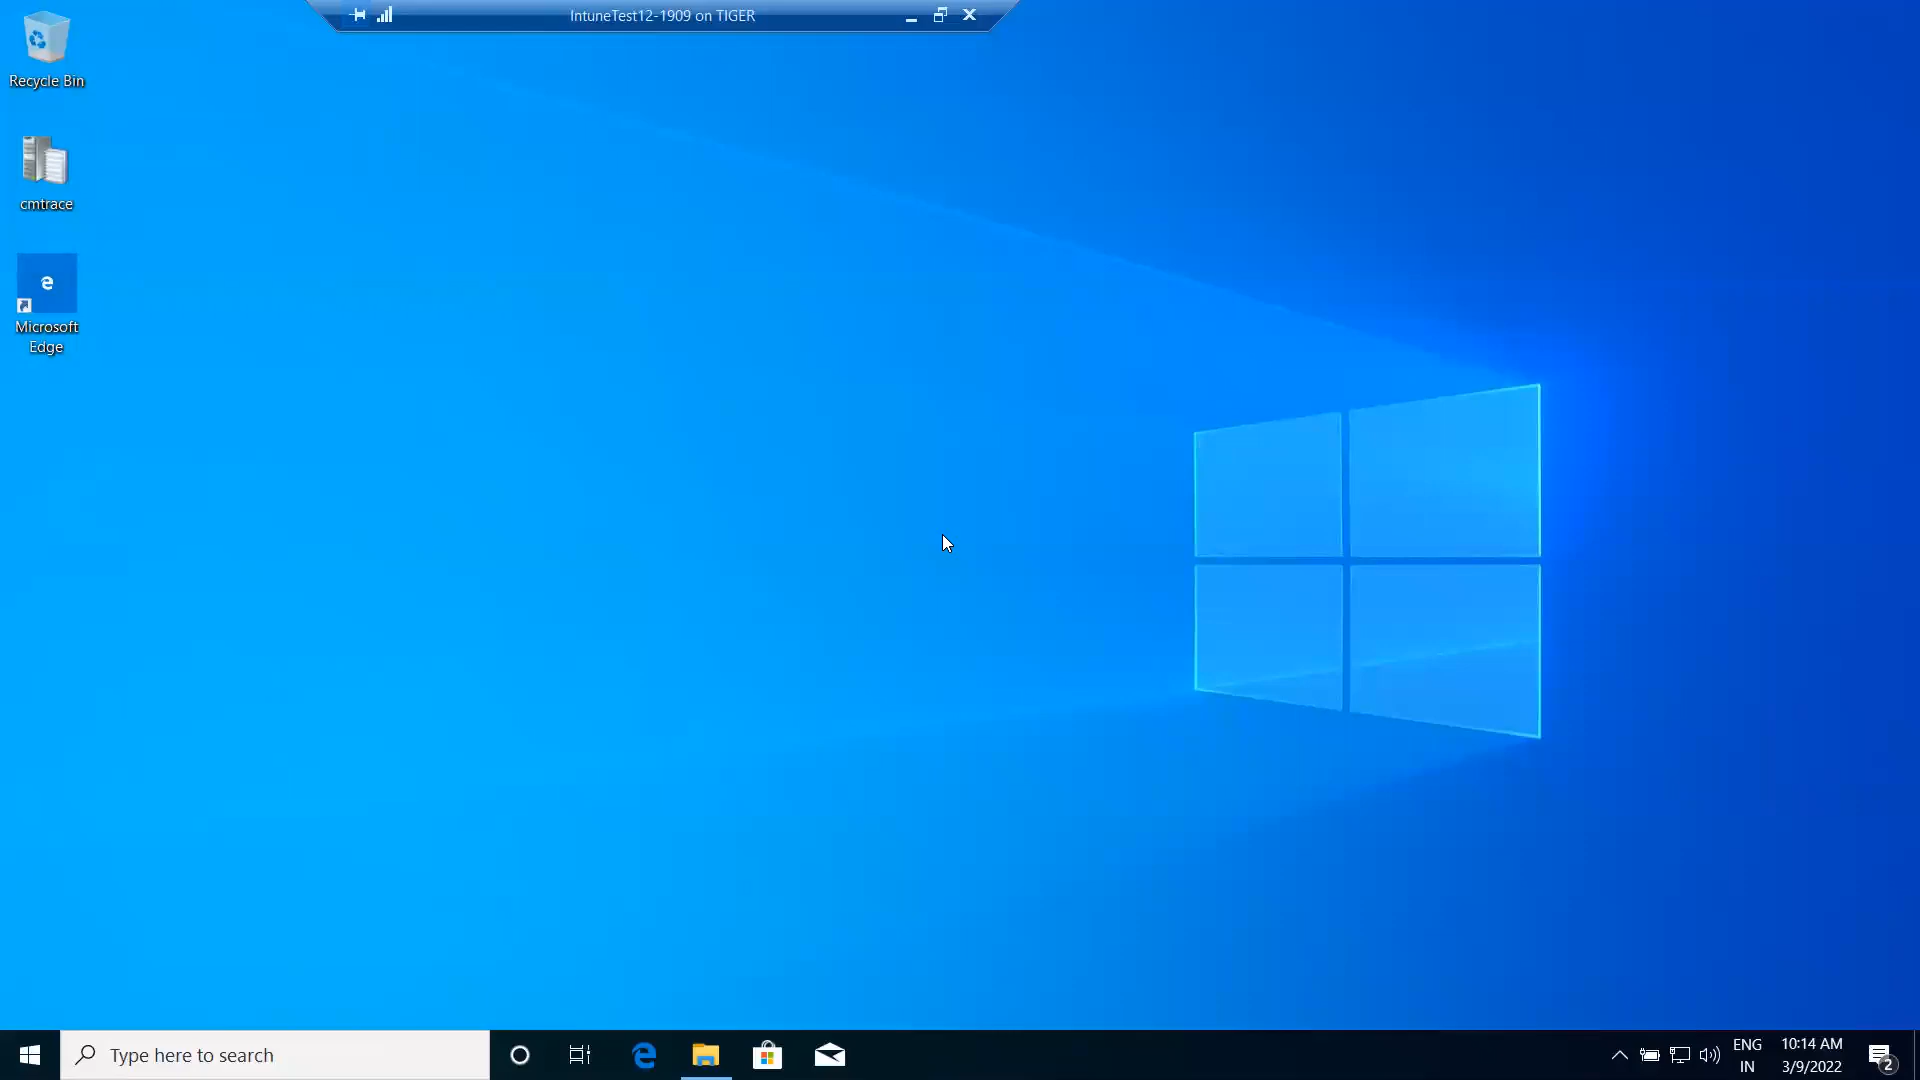 IntuneTest12-1909 on TIGER
Recycle Bin
cmtrace
Microsoft
Edge
Type here to search
ENG
IN
10:14 AM
3/9/2022
2